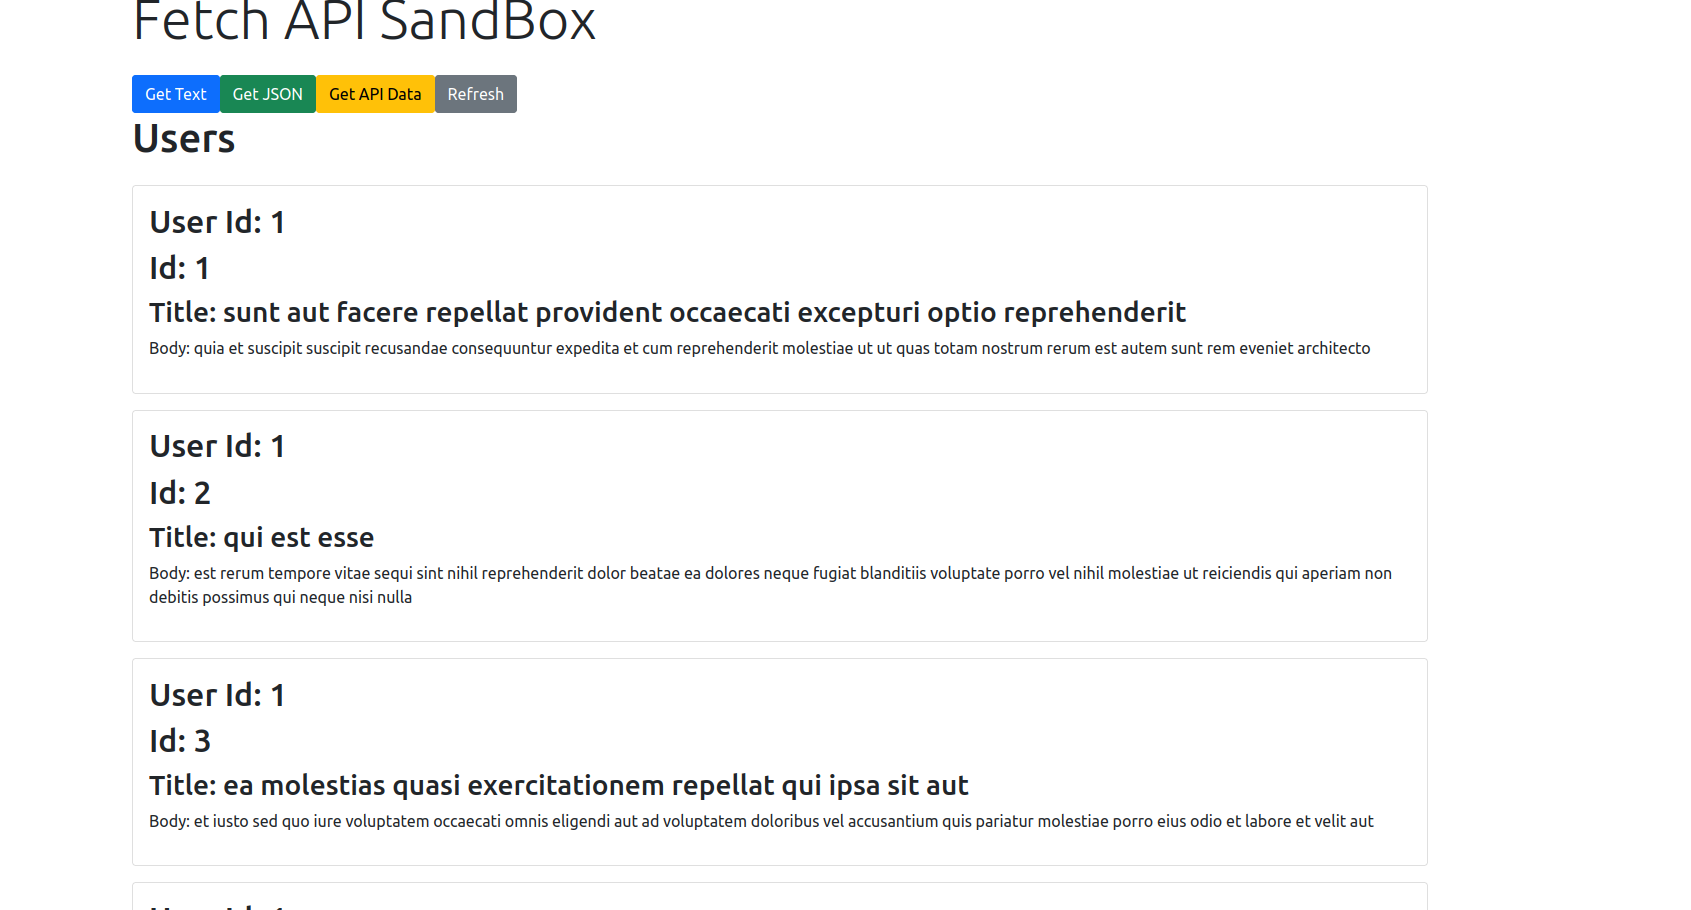 Fetch API SandBox
Get Text Get JSON Get API Data Refresh
Users
User Id: 1
Id: 1
Title: sunt aut facere repellat provident occaecati excepturi optio reprehenderit
Body: quia et suscipit suscipit recusandae consequuntur expedita et cum reprehenderit molestiae ut ut quas totam nostrum rerum est autem sunt rem eveniet architecto
User Id: 1
Id: 2
Title: qui est esse
Body: est rerum tempore vitae sequi sint nihil reprehenderit dolor beatae ea dolores neque fugiat blanditiis voluptate porro vel nihil molestiae ut reiciendis qui aperiam non
debitis possimus qui neque nisi nulla
User Id: 1
Id: 3
Title: ea molestias quasi exercitationem repellat qui ipsa sit aut
Body: et iusto sed quo iure voluptatem occaecati omnis eligendi aut ad voluptatem doloribus vel accusantium quis pariatur molestiae porro eius odio et labore et velit aut